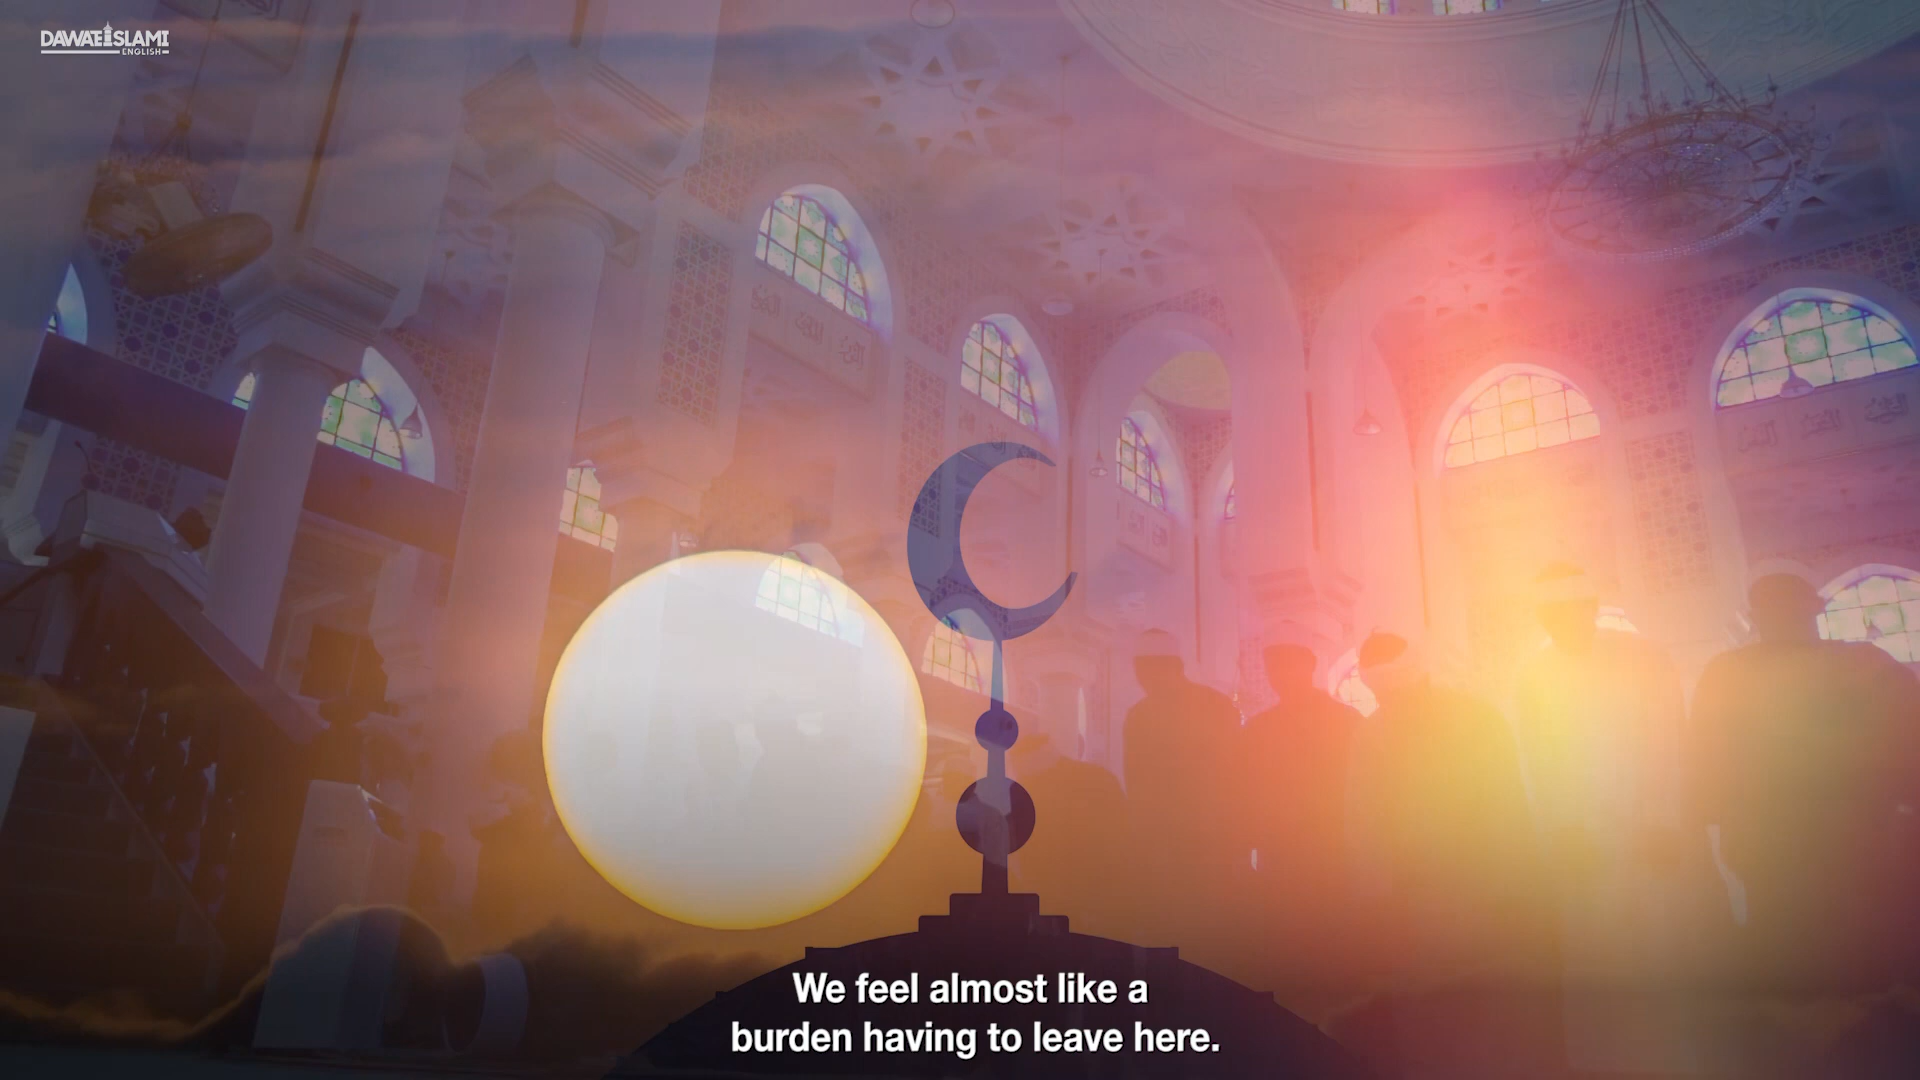 DAWATEISLAMI
ENGLISH
We feel almost like a
burden having to leave here.